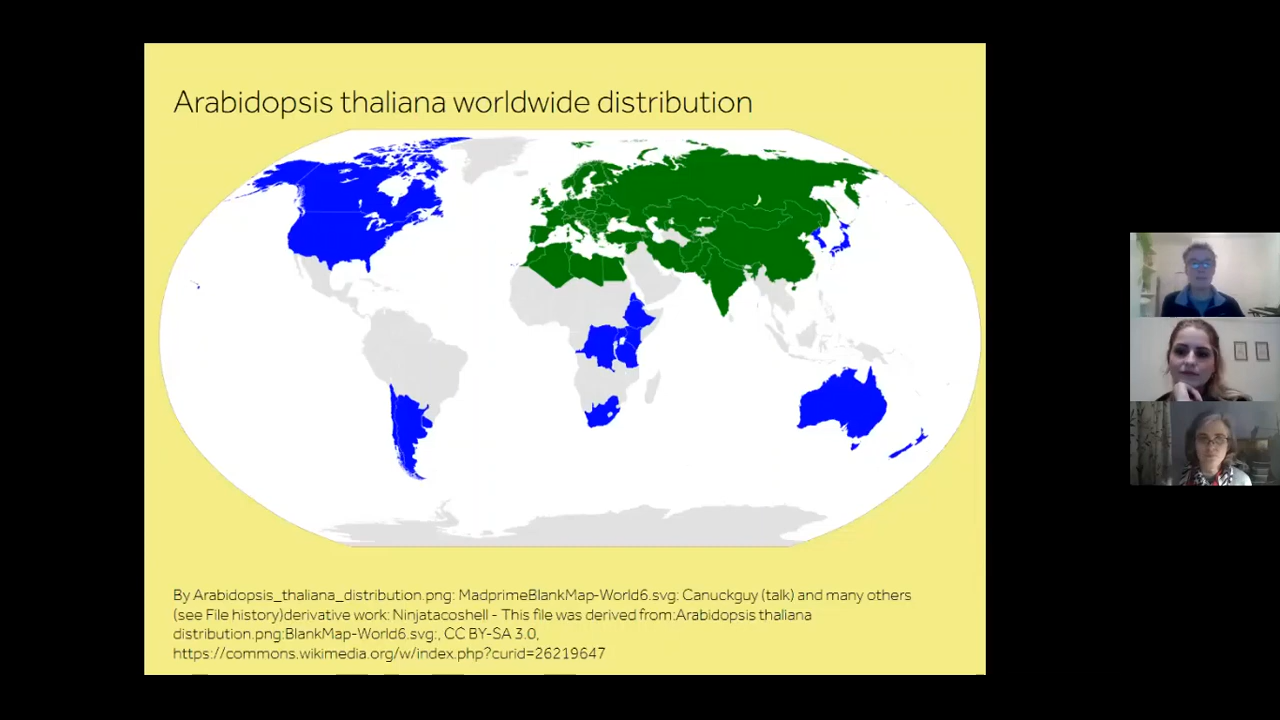 Arabidopsis thaliana worldwide distribution
By Arabidopsis_thaliana_distribution.png: MadprimeBlankMap-World6.svg: Canuckguy (talk) and many others
(see File history)derivative work: Ninjatacoshell - This file was derived from:Arabidopsis thaliana
distribution.png:BlankMap-World6.svg:, CC BY-SA 3.0,
https://commons.wikimedia.org/w/index.php?curid=26219647